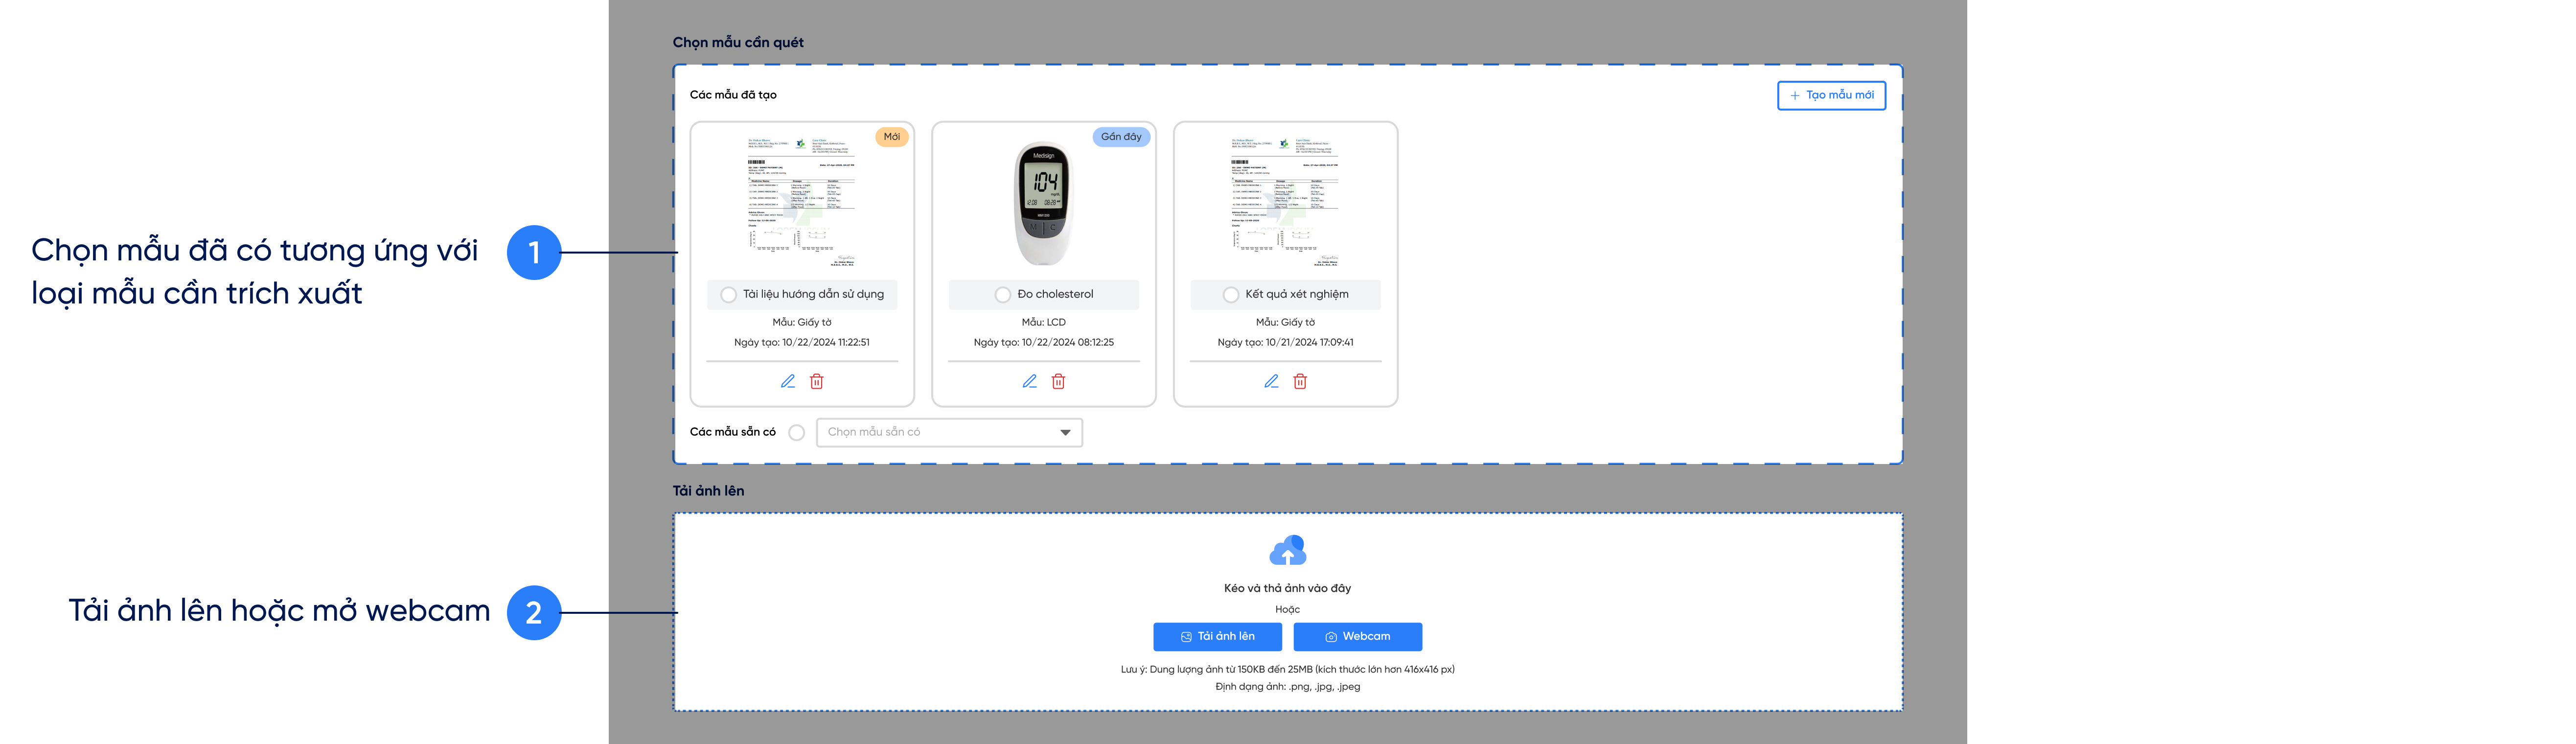 Chọn mẫu cần quét
Các mẫu đã tạo
Tạo mẫu mới
Mới
Gần đây
Medisign
104
Tài liệu hướng dẫn sử dụng
Đo cholesterol
Kết quả xét nghiệm
Mẫu: Giấy tờ
Mẫu: LCD
Mẫu: Giấy tờ
Ngày tạo: 10/22/2024 11:22:51
Ngày tạo: 10/22/2024 08:12:25
Ngày tạo: 10/21/2024 17:09:41
Các mẫu sẵn có
Chọn mẫu sẵn có
1
Chọn mẫu đã có tương ứng với
loại mẫu cần trích xuất
Tải ảnh lên
Kéo và thả ảnh vào đây
Hoặc
Tải ảnh lên
Webcam
Lưu ý: Dung lượng ảnh từ 150KB đến 25MB (kích thước lớn hơn 416x416 px)
Định dạng ảnh: .png, .jpg, .jpeg
2
Tải ảnh lên hoặc mở webcam